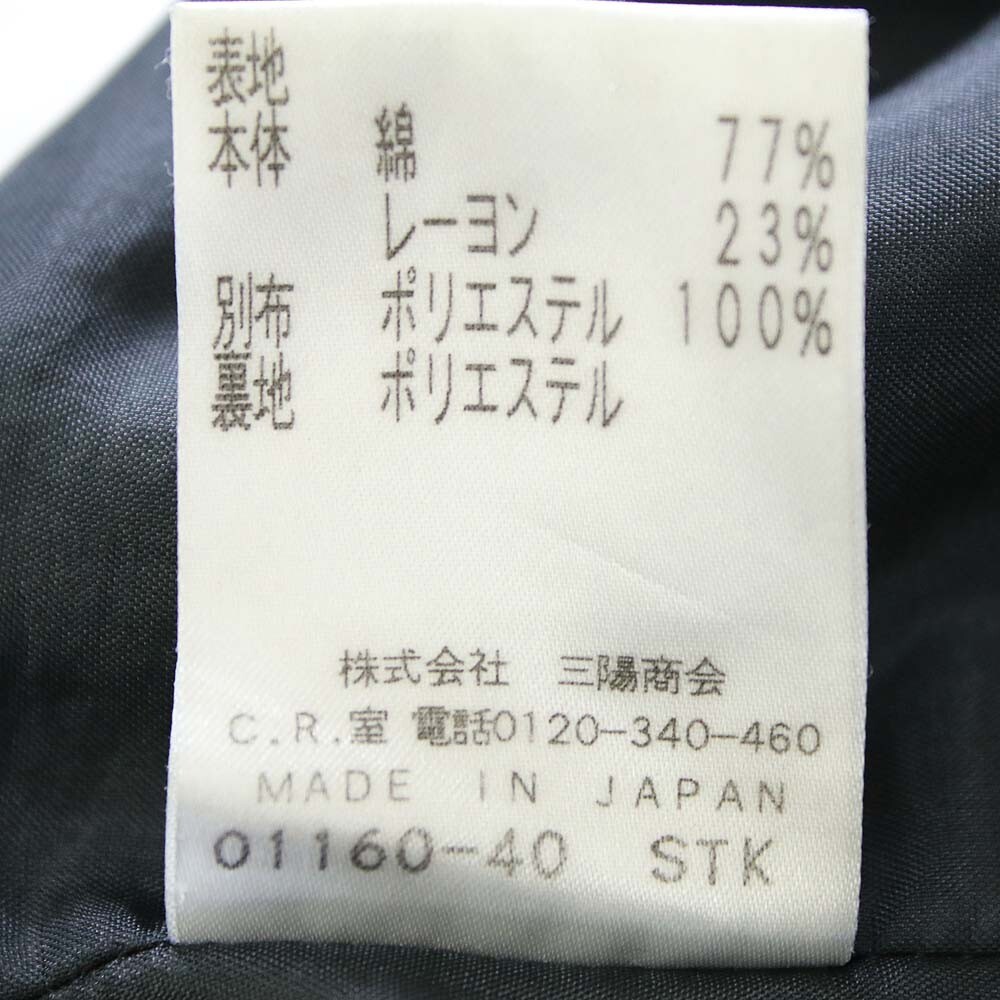 表地
本体 綿 77%
レーヨン 23%
別布 ポリエステル 100%
裏地 ポリエステル
株式会社 三陽商会
C.R.室 電話0120-340-460
MADE IN JAPAN
01160-40 STK